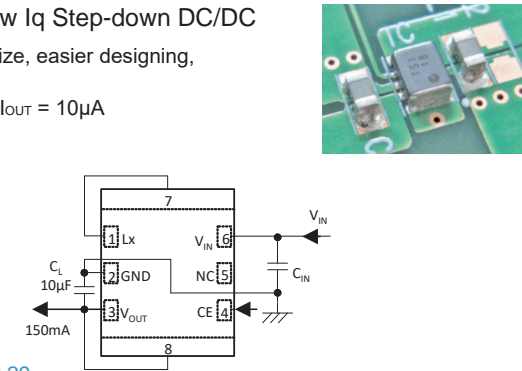 w Iq Step-down DC/DC
ize, easier designing,
IOUT = 10µA
IC
7
VIN
1 Lx
VIN 6
CL
10µF
2 GND
NC 5
CIN
3 VOUT
CE 4
150mA
8